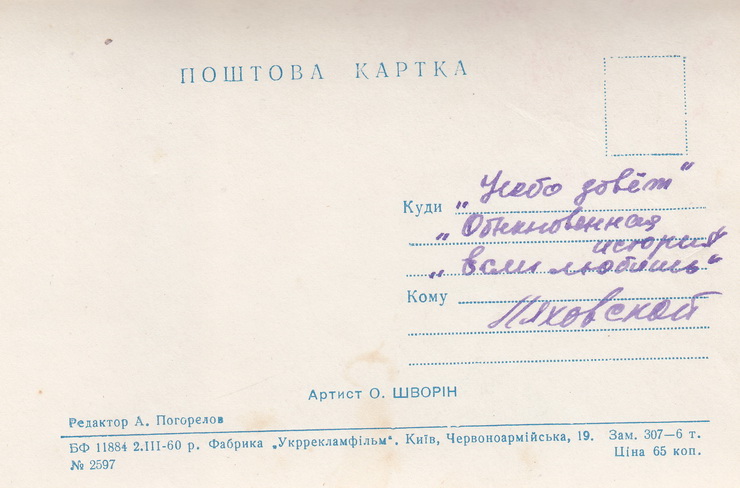 ПОШТОВА КАРТКА
Куди „Небо зовёт"
„Обыкновенная
история"
„Если любишь"
Кому
Артист О. ШВОРІН
Редактор А. Погорелов
БФ 11884 2.III-60 р. Фабрика „Укррекламфільм“. Київ, Червоноармійська, 19. Зам. 307—6 т.
№ 2597
Ціна 65 коп.